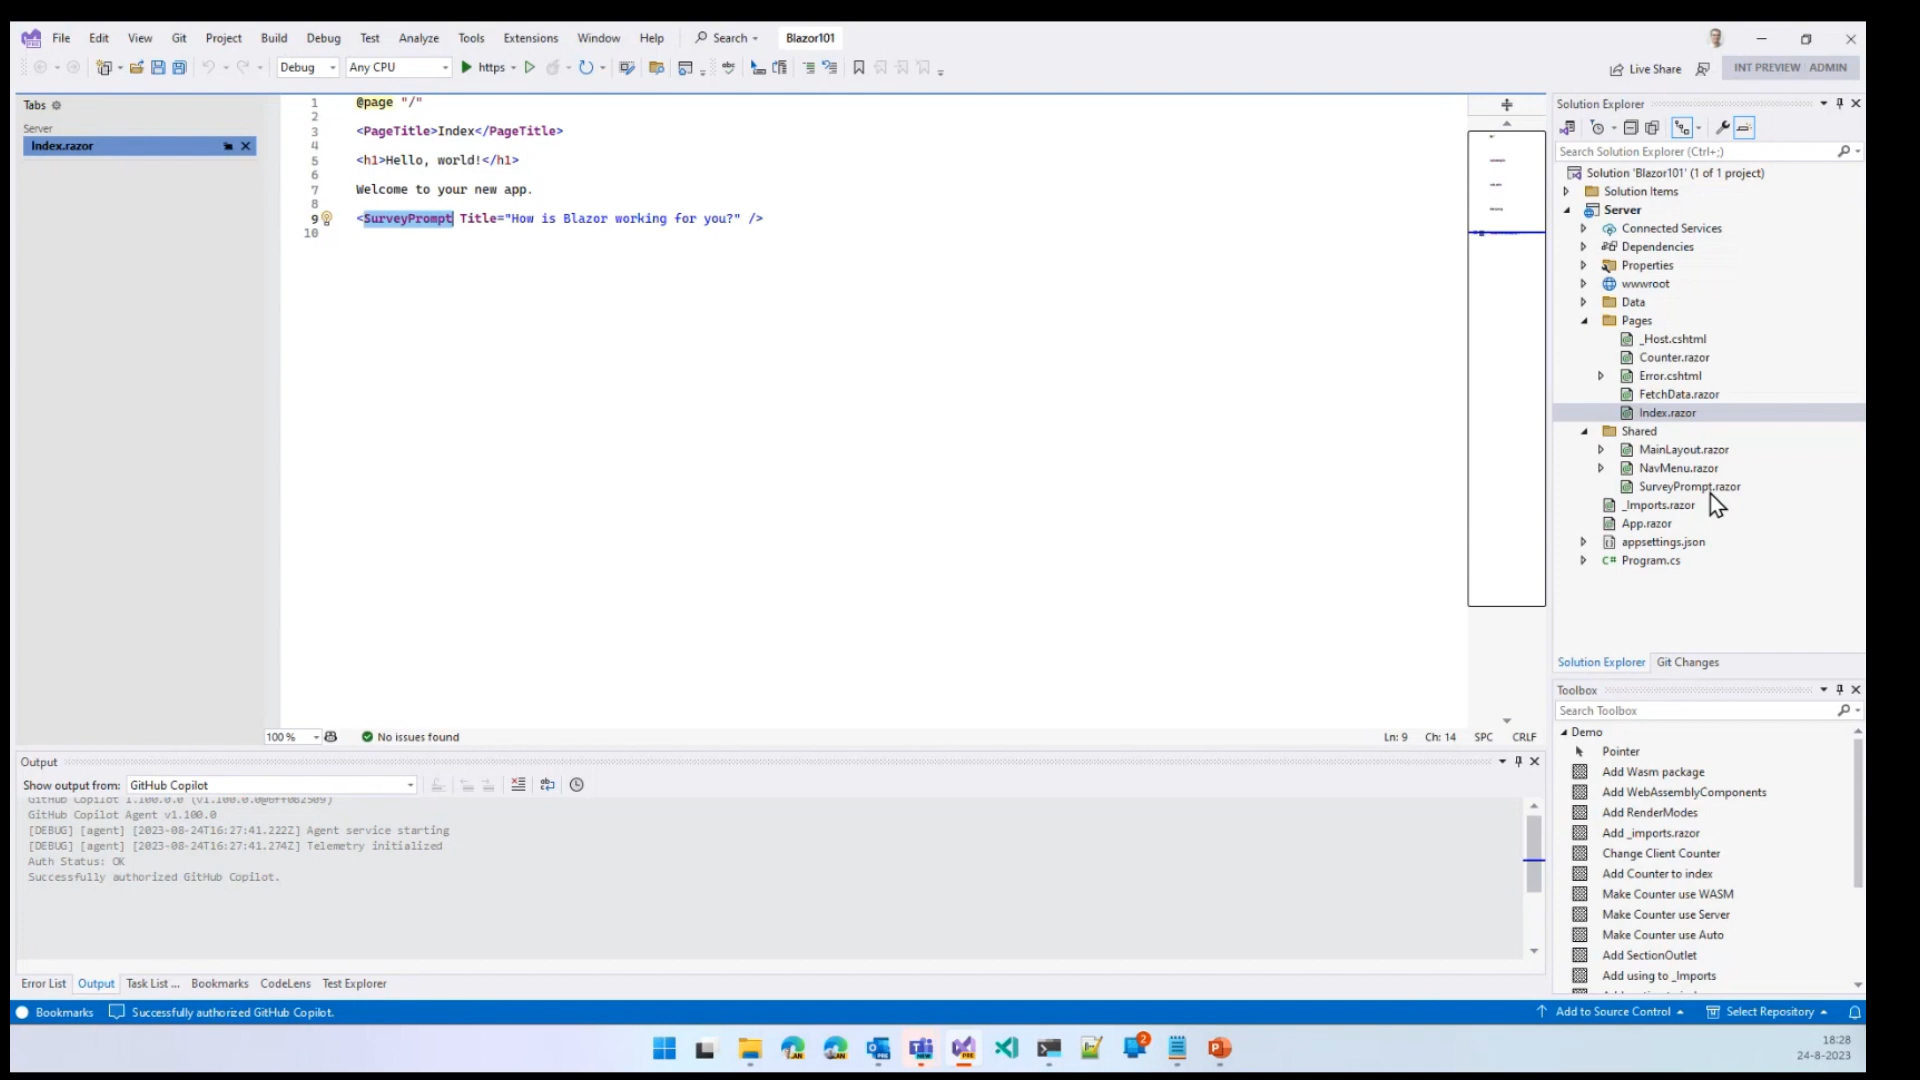 File Edit View Git Project Build Debug Test Analyze Tools Extensions Window Help Search Blazor101
Debug Any CPU https Live Share INT PREVIEW ADMIN
Tabs
Server
Index.razor
1 @page "/"
2
3 <PageTitle>Index</PageTitle>
4
5 <h1>Hello, world!</h1>
6
7 Welcome to your new app.
8
9 <SurveyPrompt Title="How is Blazor working for you?" />
10
100 % No issues found Ln: 9 Ch: 14 SPC CRLF
Output
Show output from: GitHub Copilot
GitHub Copilot Agent v1.100.0
[DEBUG] [agent] [2023-08-24T16:27:41.222Z] Agent service starting
[DEBUG] [agent] [2023-08-24T16:27:41.274Z] Telemetry initialized
Auth Status: OK
Successfully authorized GitHub Copilot.
Error List Output Task List ... Bookmarks CodeLens Test Explorer
Solution Explorer
Search Solution Explorer (Ctrl+;)
Solution 'Blazor101' (1 of 1 project)
Solution Items
Server
Connected Services
Dependencies
Properties
wwwroot
Data
Pages
_Host.cshtml
Counter.razor
Error.cshtml
FetchData.razor
Index.razor
Shared
MainLayout.razor
NavMenu.razor
SurveyPrompt.razor
_Imports.razor
App.razor
appsettings.json
C# Program.cs
Solution Explorer Git Changes
Toolbox
Search Toolbox
Demo
Pointer
Add Wasm package
Add WebAssemblyComponents
Add RenderModes
Add _imports.razor
Change Client Counter
Add Counter to index
Make Counter use WASM
Make Counter use Server
Make Counter use Auto
Add SectionOutlet
Add using to _Imports
Bookmarks Successfully authorized GitHub Copilot. Add to Source Control Select Repository
2
18:28
24-8-2023